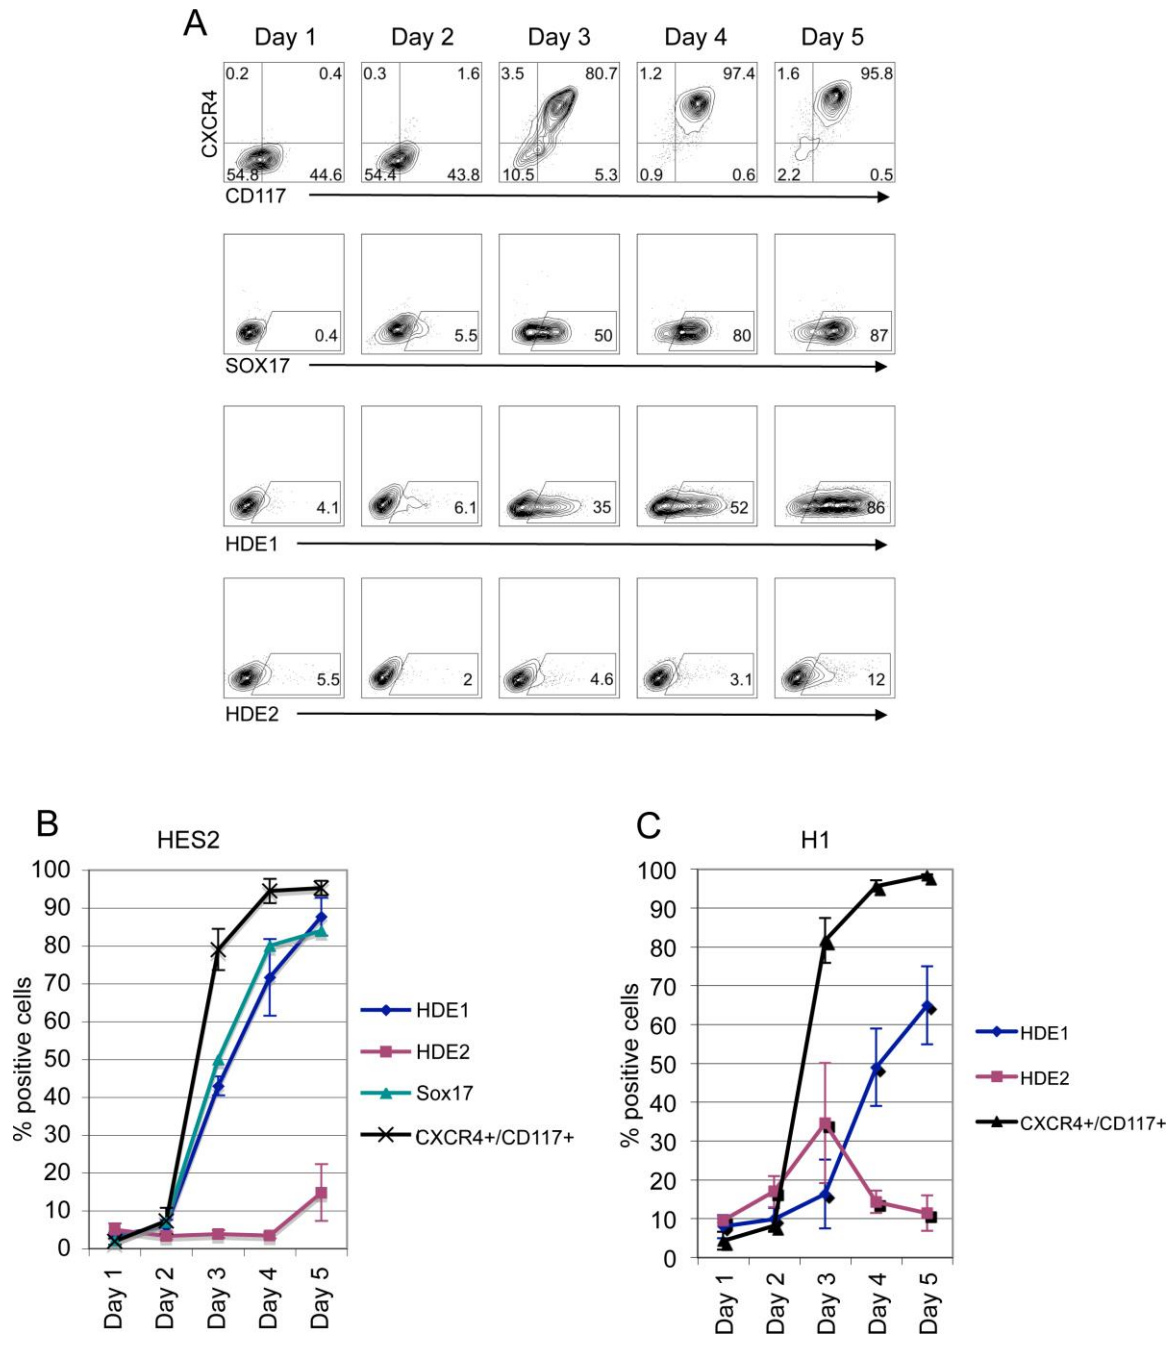 A
Day 1 Day 2 Day 3 Day 4 Day 5
CXCR4
0.2 0.4 0.3 1.6 3.5 80.7 1.2 97.4 1.6 95.8
54.8 44.6 54.4 43.8 10.5 5.3 0.9 0.6 2.2 0.5
CD117
0.4 5.5 50 80 87
SOX17
4.1 6.1 35 52 86
HDE1
5.5 2 4.6 3.1 12
HDE2
B
HES2
% positive cells
100
90
80
70
60
50
40
30
20
10
0
Day 1 Day 2 Day 3 Day 4 Day 5
HDE1
HDE2
Sox17
CXCR4+/CD117+
C
H1
% positive cells
100
90
80
70
60
50
40
30
20
10
0
Day 1 Day 2 Day 3 Day 4 Day 5
HDE1
HDE2
CXCR4+/CD117+